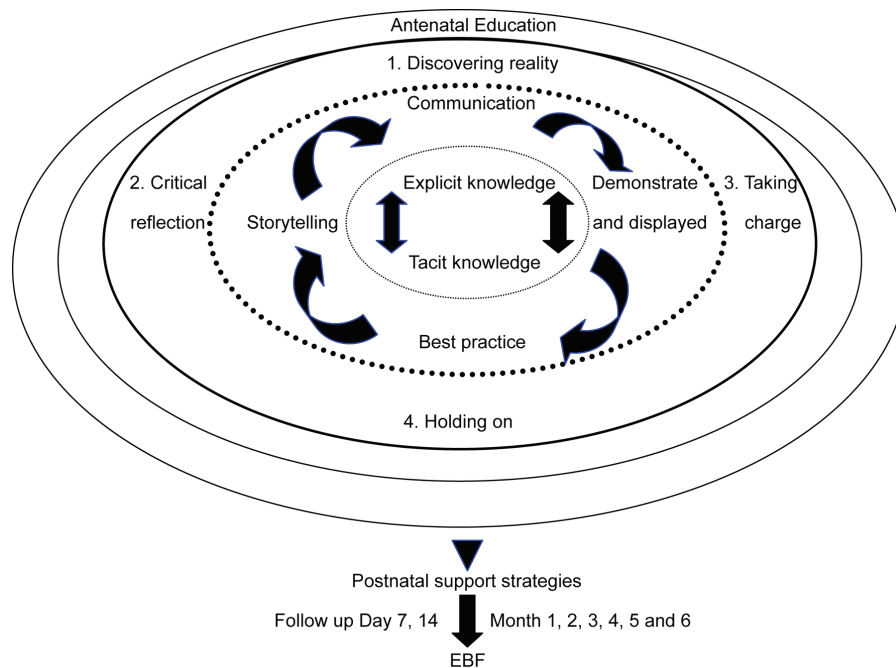 Antenatal Education
1. Discovering reality
Communication
2. Critical
reflection
Storytelling
Explicit knowledge
Tacit knowledge
Demonstrate
and displayed
3. Taking
charge
Best practice
4. Holding on
Postnatal support strategies
Follow up Day 7, 14
Month 1, 2, 3, 4, 5 and 6
EBF